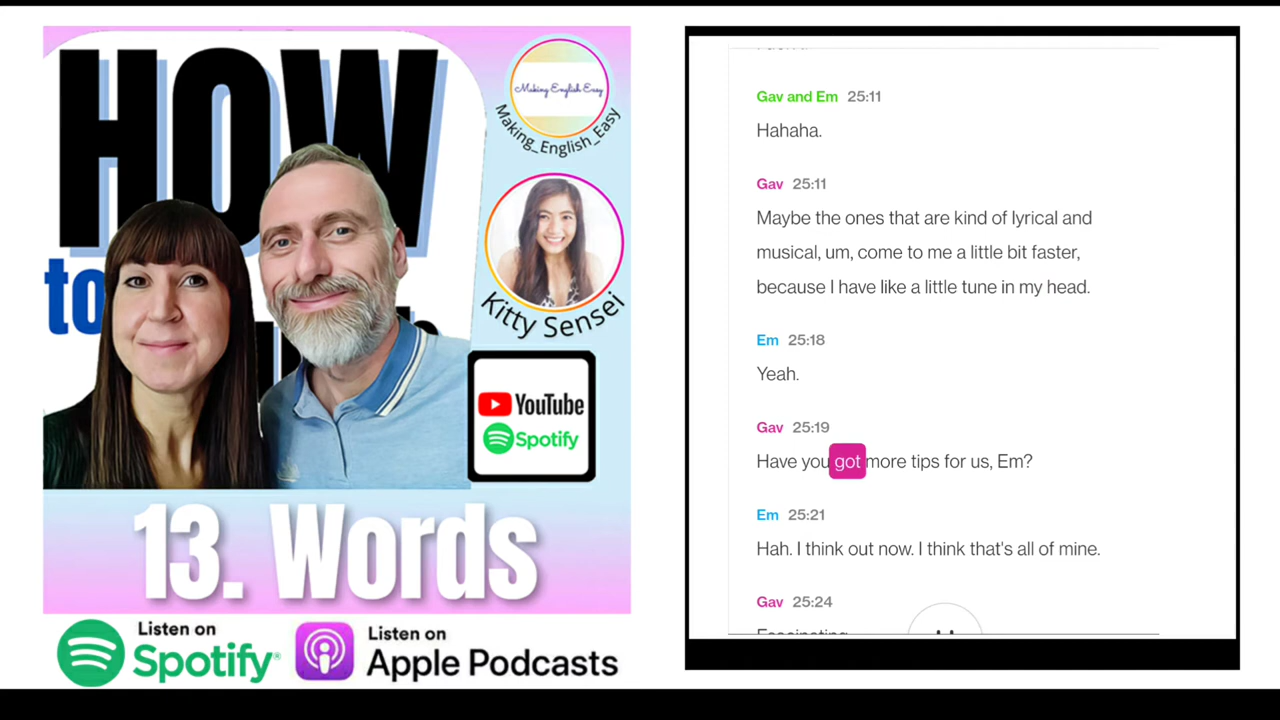 HOW
to
Making English Easy
Making_English_Easy
Kitty Sensei
YouTube
Spotify
13. Words
Listen on
Spotify
Listen on
Apple Podcasts
Gav and Em 25:11
Hahaha.
Gav 25:11
Maybe the ones that are kind of lyrical and
musical, um, come to me a little bit faster,
because I have like a little tune in my head.
Em 25:18
Yeah.
Gav 25:19
Have you got more tips for us, Em?
Em 25:21
Hah. I think out now. I think that's all of mine.
Gav 25:24
Fascinating